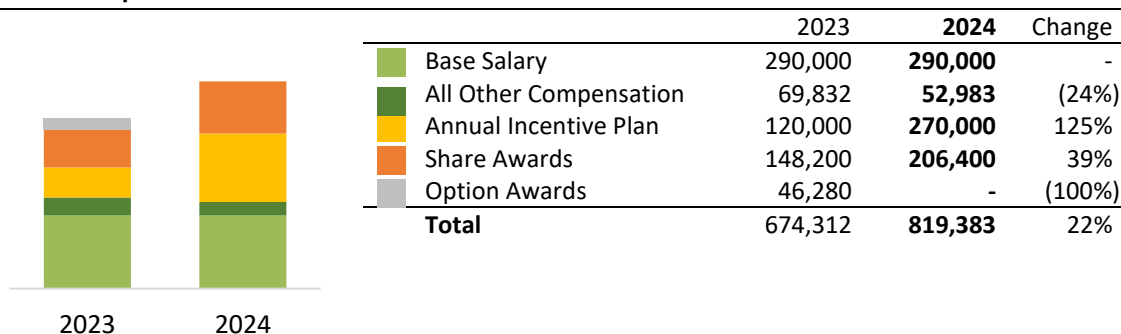 2023 2024 Change
Base Salary 290,000 290,000 -
All Other Compensation 69,832 52,983 (24%)
Annual Incentive Plan 120,000 270,000 125%
Share Awards 148,200 206,400 39%
Option Awards 46,280 - (100%)
Total 674,312 819,383 22%
2023 2024